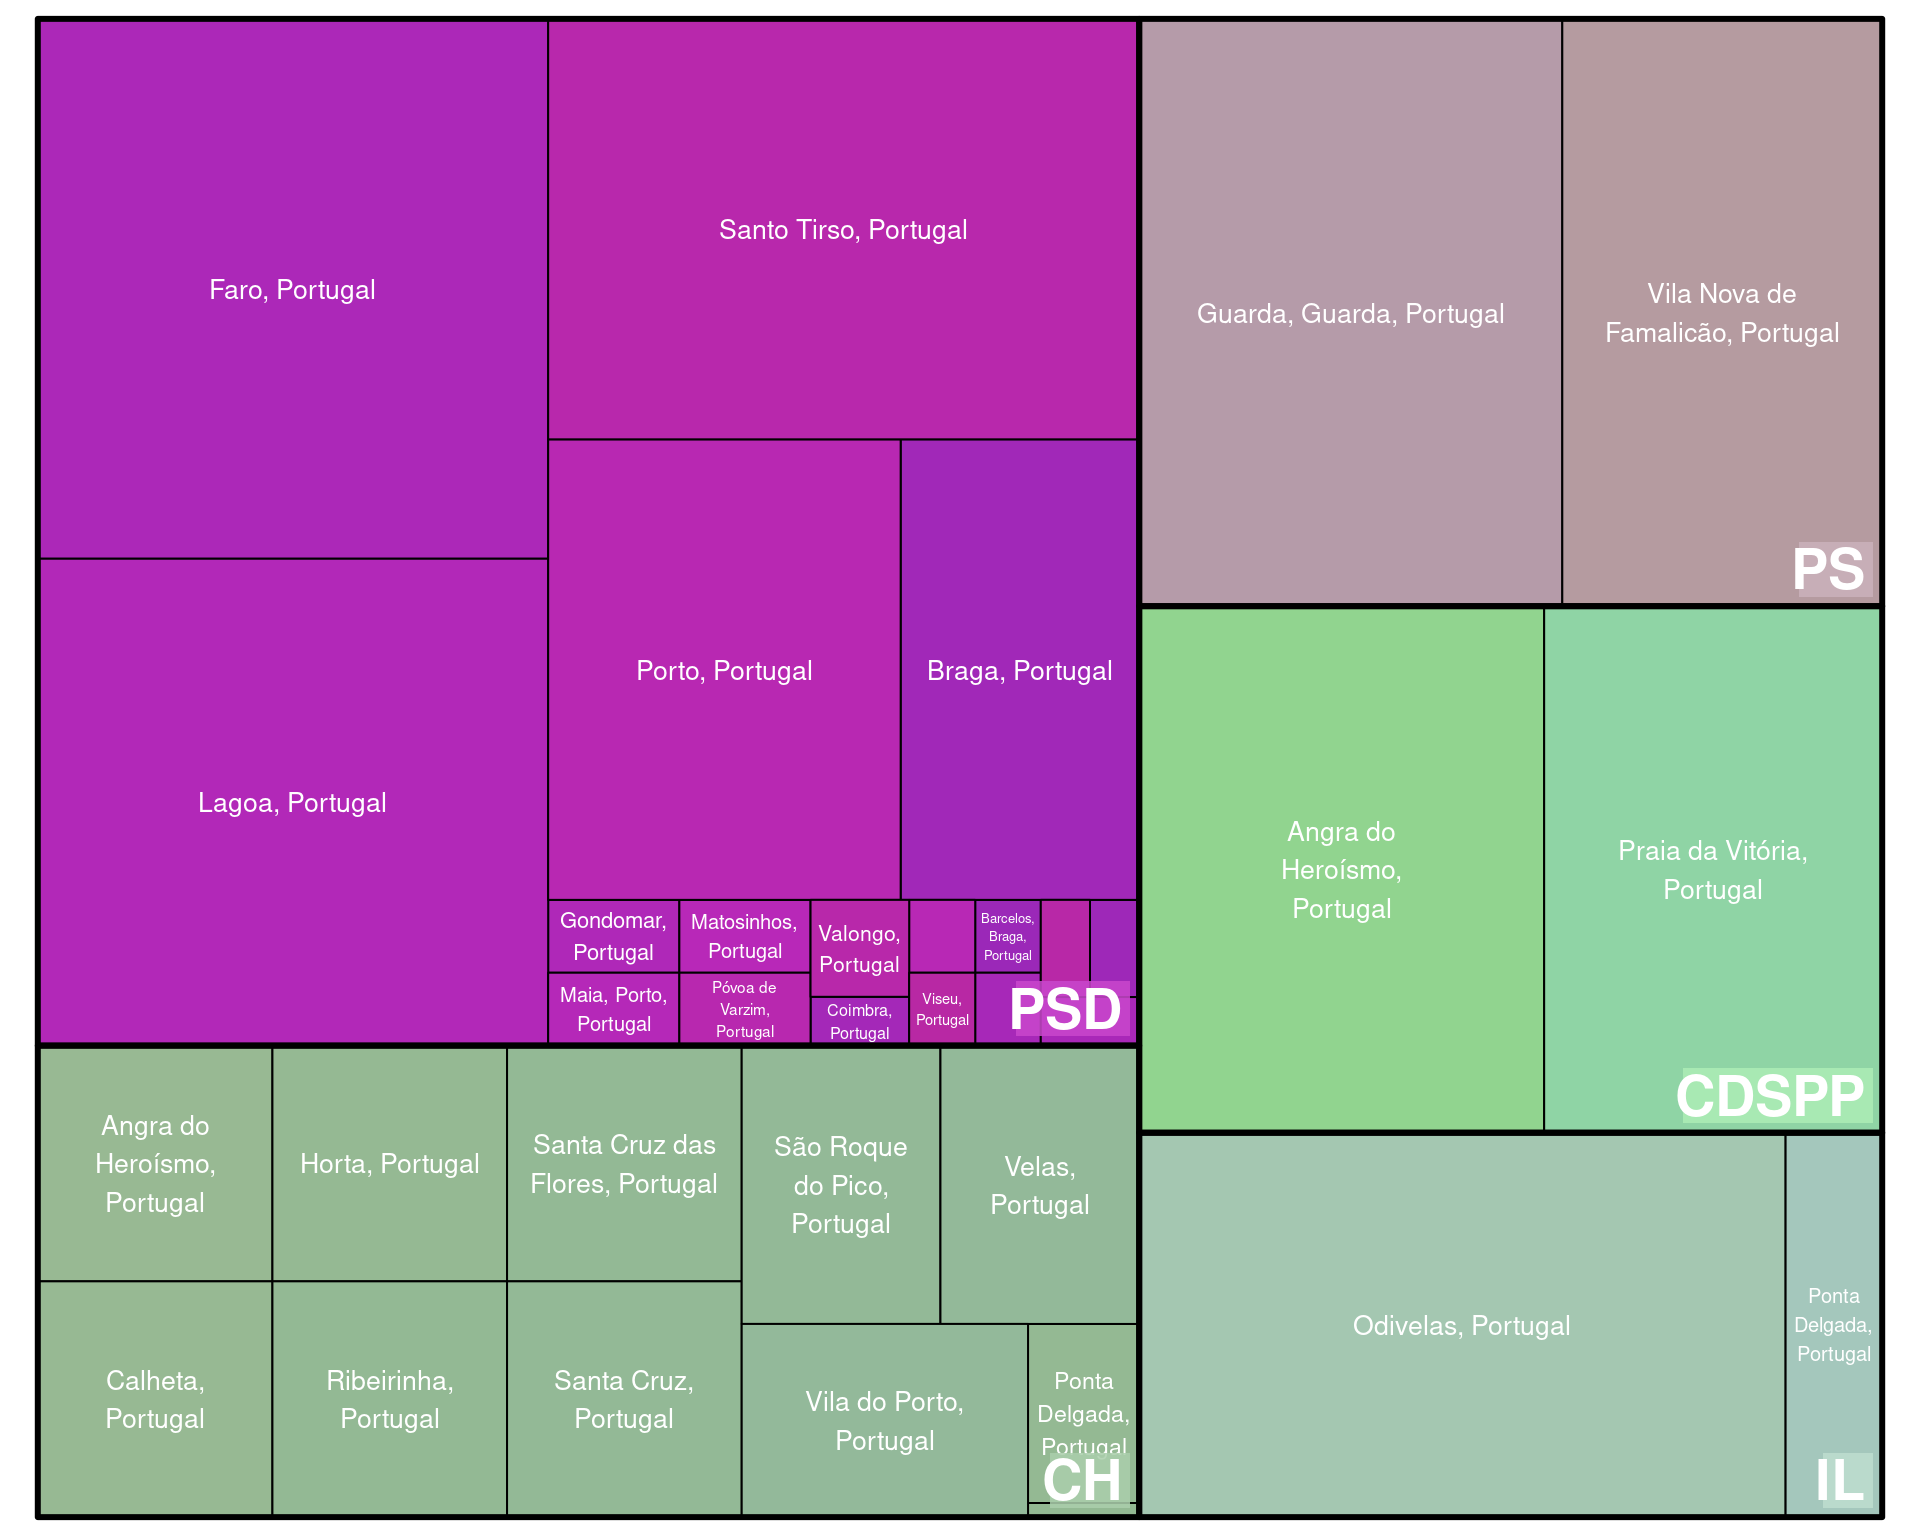 Faro, Portugal
Santo Tirso, Portugal
Lagoa, Portugal
Porto, Portugal
Braga, Portugal
Gondomar,
Portugal
Matosinhos,
Portugal
Valongo,
Portugal
Barcelos,
Braga,
Portugal
Maia, Porto,
Portugal
Póvoa de
Varzim,
Portugal
Coimbra,
Portugal
Viseu,
Portugal
PSD
Guarda, Guarda, Portugal
Vila Nova de
Famalicão, Portugal
PS
Angra do
Heroísmo,
Portugal
Praia da Vitória,
Portugal
CDSPP
Angra do
Heroísmo,
Portugal
Horta, Portugal
Santa Cruz das
Flores, Portugal
São Roque
do Pico,
Portugal
Velas,
Portugal
Calheta,
Portugal
Ribeirinha,
Portugal
Santa Cruz,
Portugal
Vila do Porto,
Portugal
Ponta
Delgada,
Portugal
CH
Odivelas, Portugal
Ponta
Delgada,
Portugal
IL